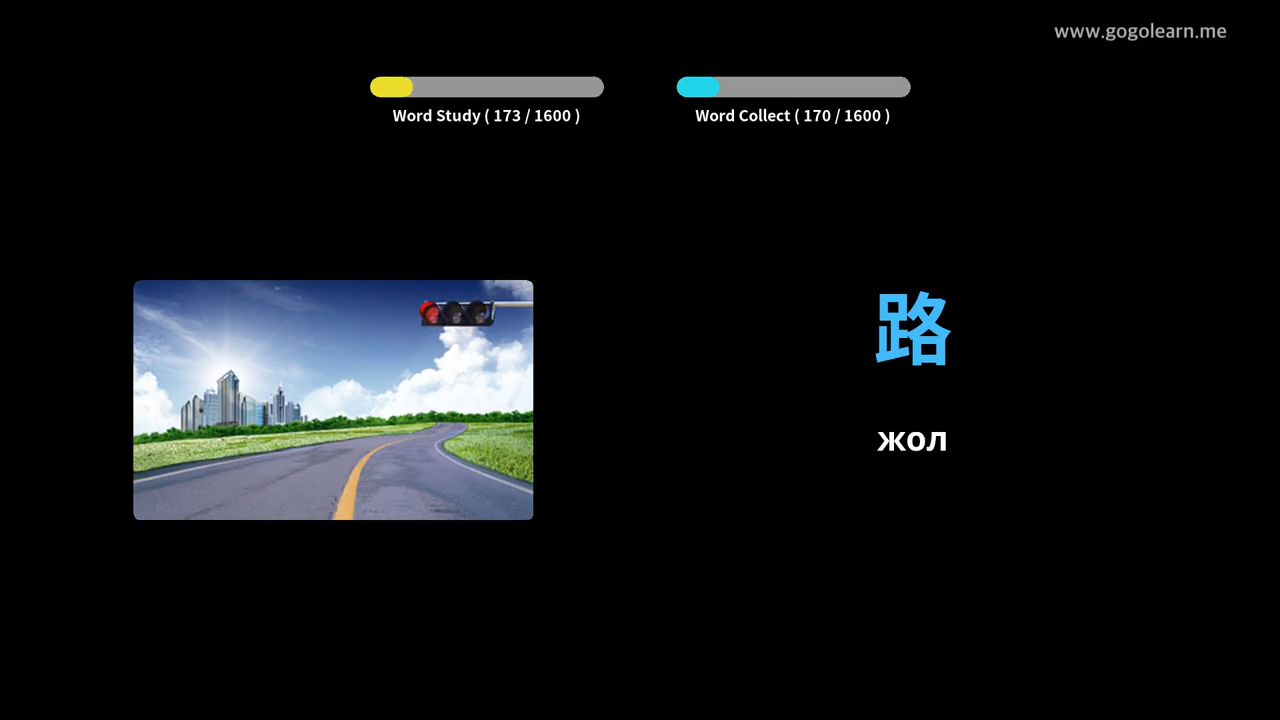 www.gogolearn.me
Word Study ( 173 / 1600 )
Word Collect ( 170 / 1600 )
路
жол